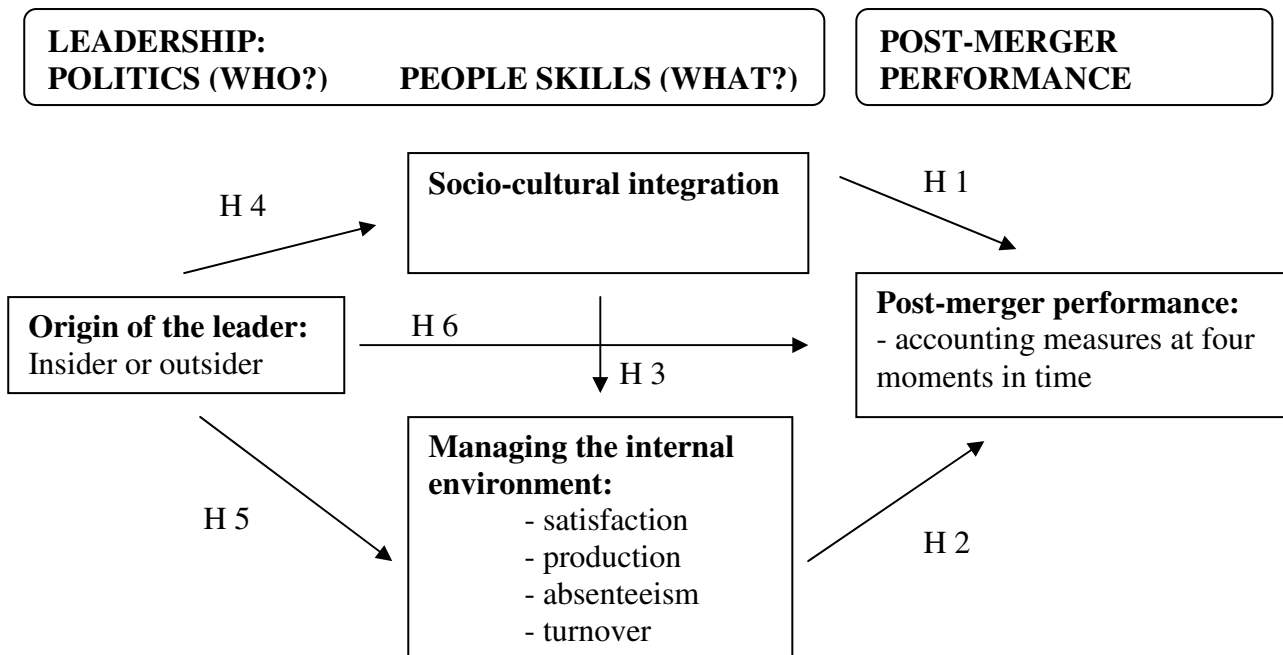 LEADERSHIP:
POLITICS (WHO?) PEOPLE SKILLS (WHAT?)
POST-MERGER
PERFORMANCE
Socio-cultural integration
H 1
H 4
Origin of the leader:
Insider or outsider
H 6
H 3
Post-merger performance:
- accounting measures at four
moments in time
Managing the internal
environment:
- satisfaction
- production
- absenteeism
- turnover
H 5
H 2